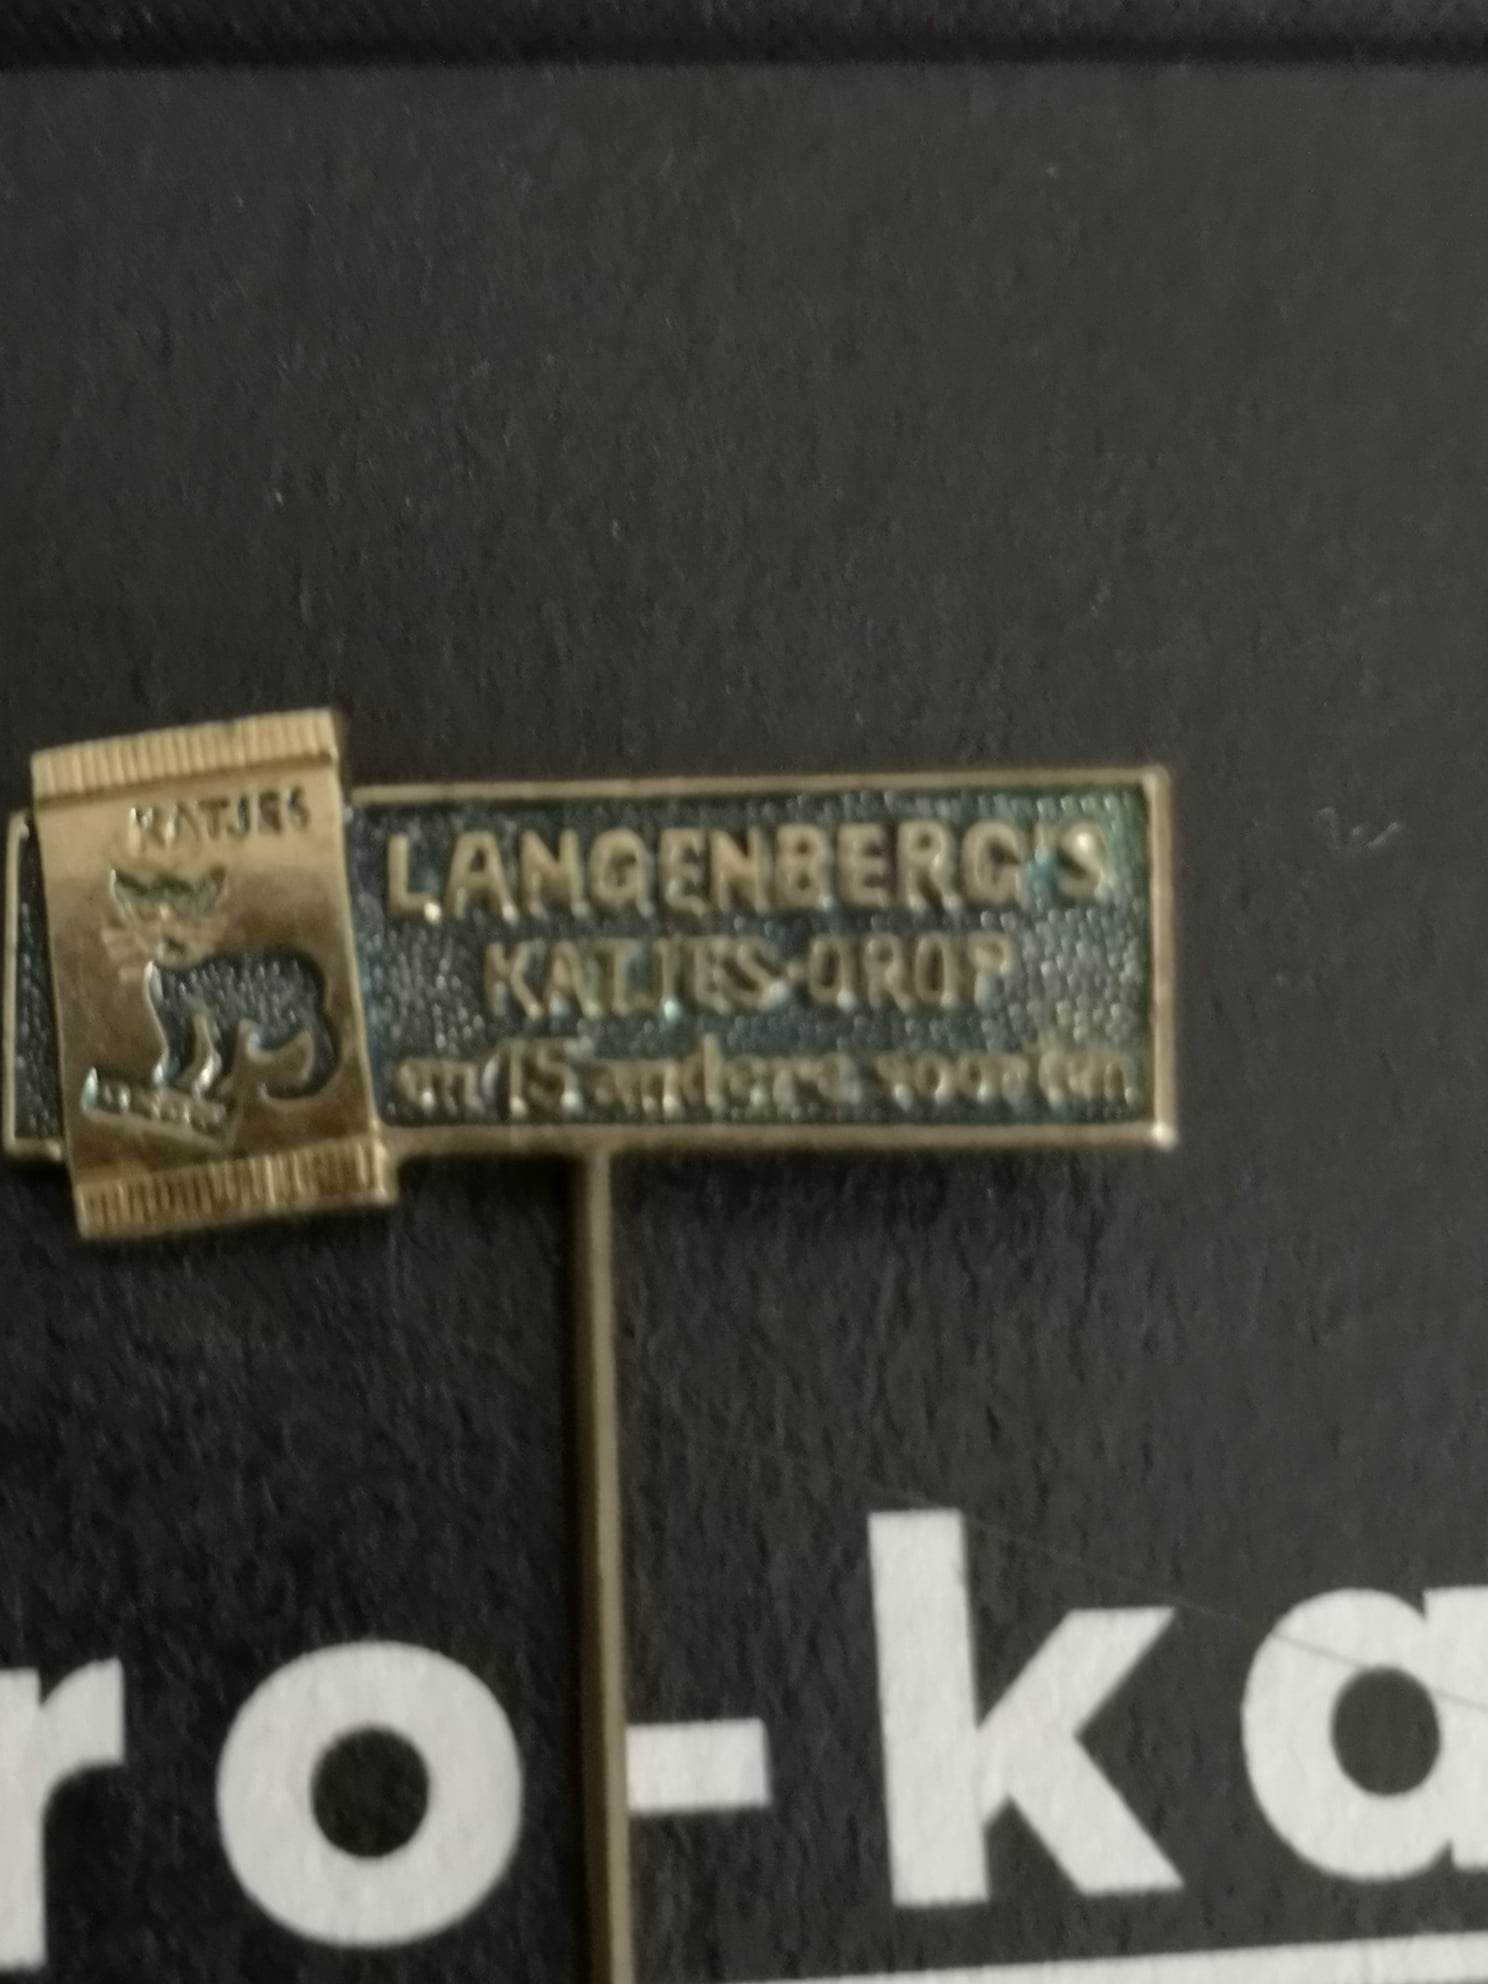 KATJES
LANGENBERG'S
KATJES-DROP
en 15 andere soorten
ro-ka